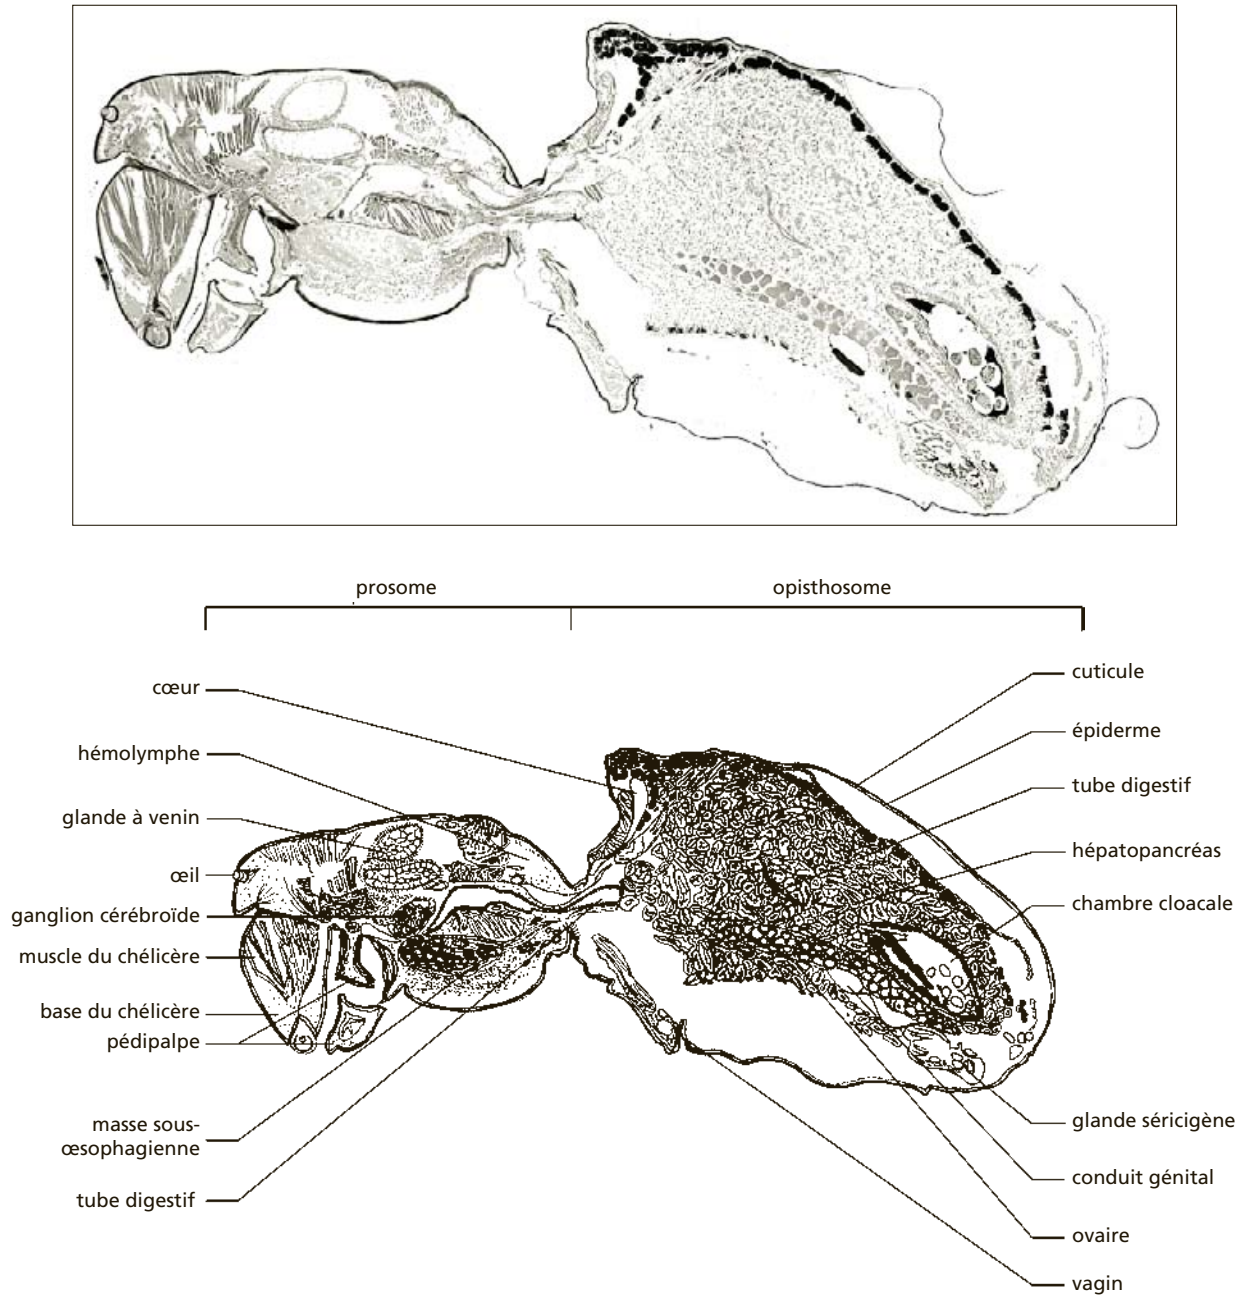 prosome
opisthosome
cœur
hémolymphe
glande à venin
œil
ganglion cérébroïde
muscle du chélicère
base du chélicère
pédipalpe
masse sous-
œsophagienne
tube digestif
cuticule
épiderme
tube digestif
hépatopancréas
chambre cloacale
glande séricigène
conduit génital
ovaire
vagin